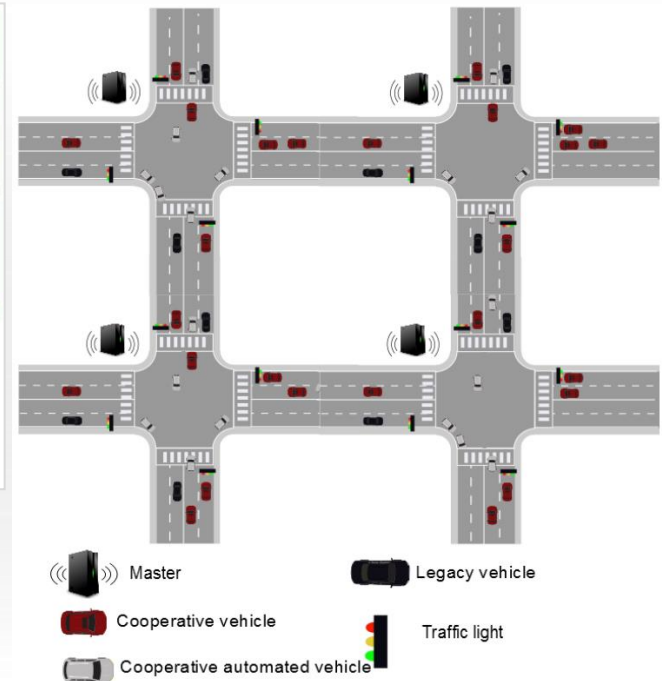 Master
Legacy vehicle
Cooperative vehicle
Traffic light
Cooperative automated vehicle